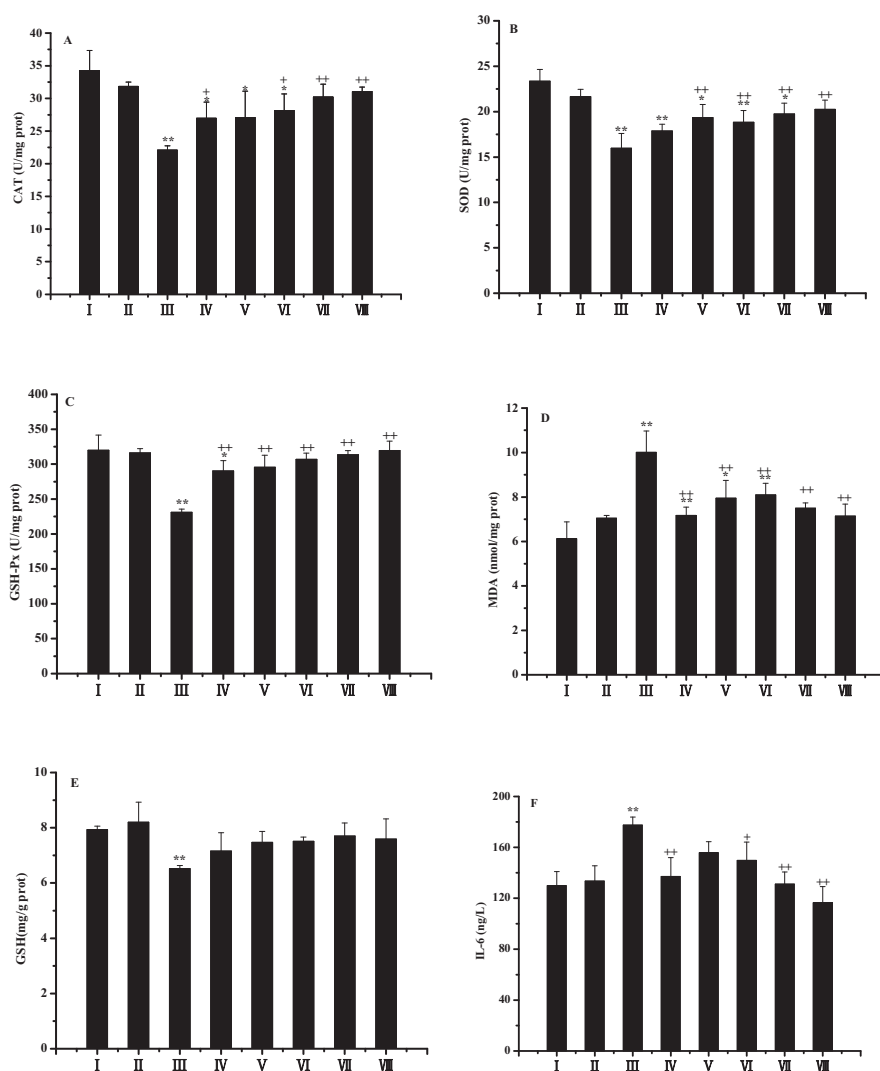 A
CAT (U/mg prot)
40
35
30
25
20
15
10
5
0
** + * * + * ++ ++
I II III IV V VI VII VIII
B
SOD (U/mg prot)
30
25
20
15
10
5
0
** ** ++ * ++ ** ++ * ++
I II III IV V VI VII VIII
C
GSH-Px (U/mg prot)
400
350
300
250
200
150
100
50
0
** ++ * ++ ++ ++ ++
I II III IV V VI VII VIII
D
MDA (nmol/mg prot)
12
10
8
6
4
2
0
** ++ ** ++ * ++ ** ++ ++
I II III IV V VI VII VIII
E
GSH(mg/g prot)
10
8
6
4
2
0
**
I II III IV V VI VII VIII
F
IL-6 (ng/L)
200
160
120
80
40
0
** ++ + ++ ++
I II III IV V VI VII VIII